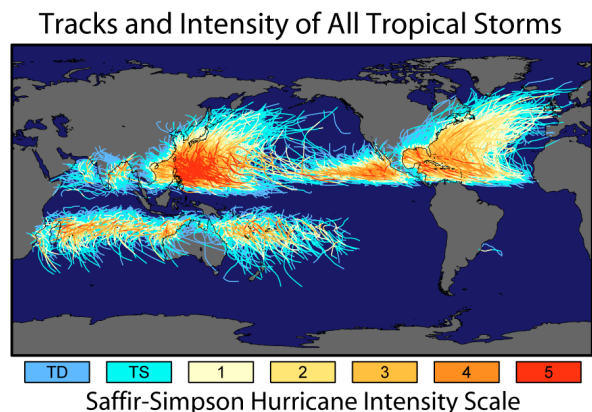 Tracks and Intensity of All Tropical Storms
TD TS 1 2 3 4 5
Saffir-Simpson Hurricane Intensity Scale